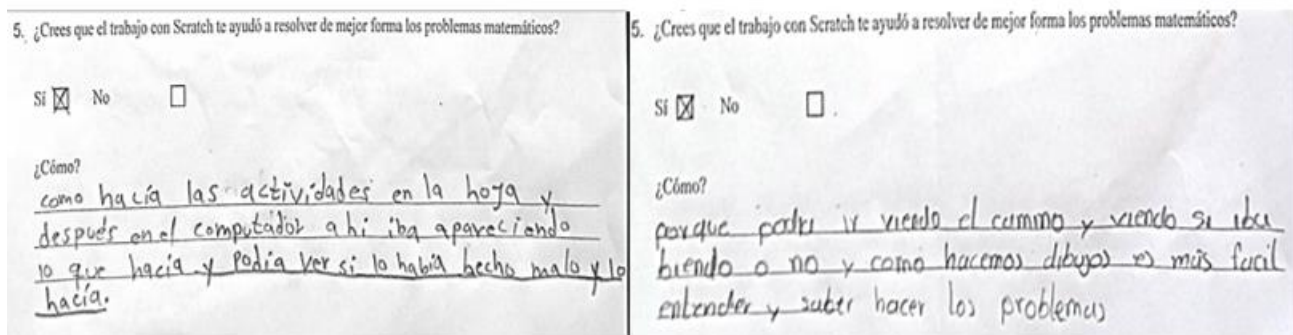 5. ¿Crees que el trabajo con Scratch te ayudó a resolver de mejor forma los problemas matemáticos?
Sí ☒ No ☐
¿Cómo?
como hacía las actividades en la hoja y
después en el computador ahi iba apareciendo
lo que hacía y podía ver si lo había hecho malo y lo
hacía.
5. ¿Crees que el trabajo con Scratch te ayudó a resolver de mejor forma los problemas matemáticos?
Sí ☒ No ☐
¿Cómo?
porque podia ir viendo el camino y viendo si iba
biendo o no y como hacemos dibujos es más facil
entender y saber hacer los problemas